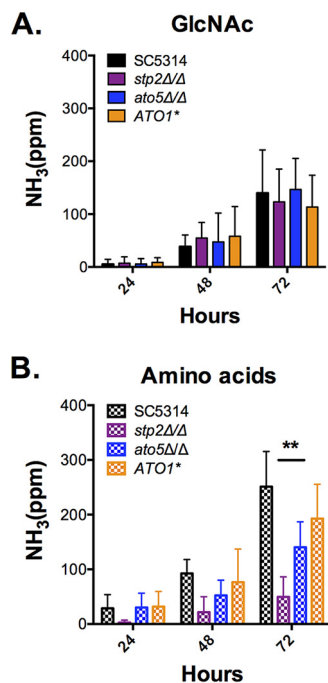 A.
GlcNAc
SC5314
stp2Δ/Δ
ato5Δ/Δ
ATO1*
400
300
200
100
0
NH3(ppm)
24
48
72
Hours
B.
Amino acids
SC5314
stp2Δ/Δ
ato5Δ/Δ
ATO1*
**
400
300
200
100
0
NH3(ppm)
24
48
72
Hours